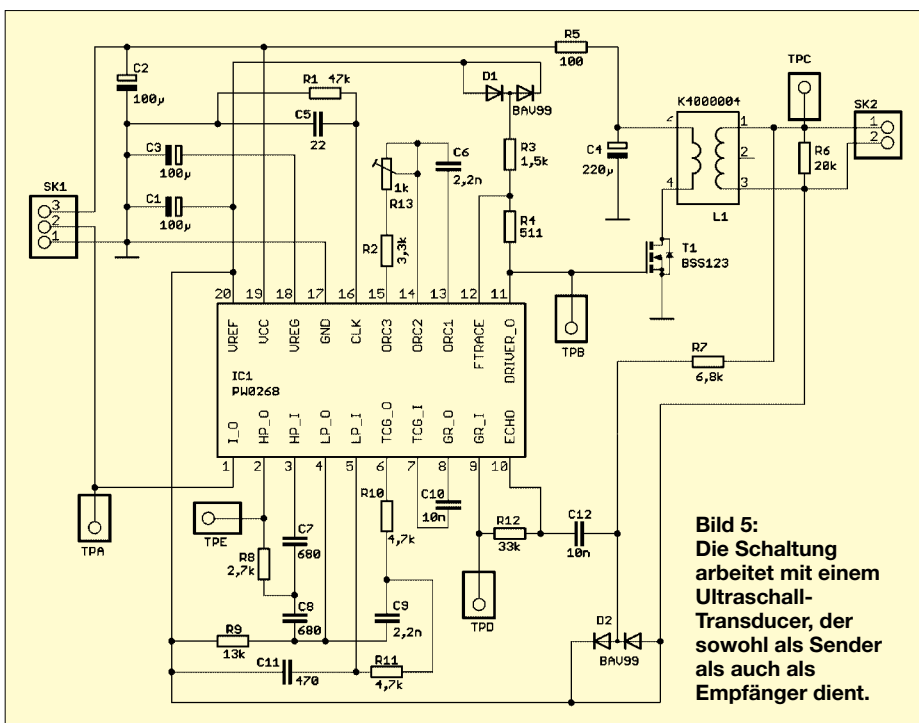 R5
100
TPC
C2
100µ
R1 47k
D1
BAV99
K4000004
SK2
C5
22
1
2
1
2
3
4
R6
20k
C3
100µ
R3
1,5k
C4
220µ
C6
2,2n
1k
R13
L1
SK1
3
2
1
C1
100µ
R2
3,3k
R4
511
T1
BSS123
20 19 18 17 16 15 14 13 12 11
VREF VCC VREG GND CLK ORC3 ORC2 ORC1 FTRACE DRIVER_O
TPB
R7
6,8k
IC1
PW0268
I_O HP_O HP_I LP_O LP_I TCG_O TCG_I GR_O GR_I ECHO
1 2 3 4 5 6 7 8 9 10
TPA
TPE
R10
4,7k
C10
10n
R12
33k
C12
10n
C7
680
R8
2,7k
TPD
C8
680
C9
2,2n
R9
13k
C11
470
R11
4,7k
D2
BAV99
Bild 5:
Die Schaltung
arbeitet mit einem
Ultraschall-
Transducer, der
sowohl als Sender
als auch als
Empfänger dient.